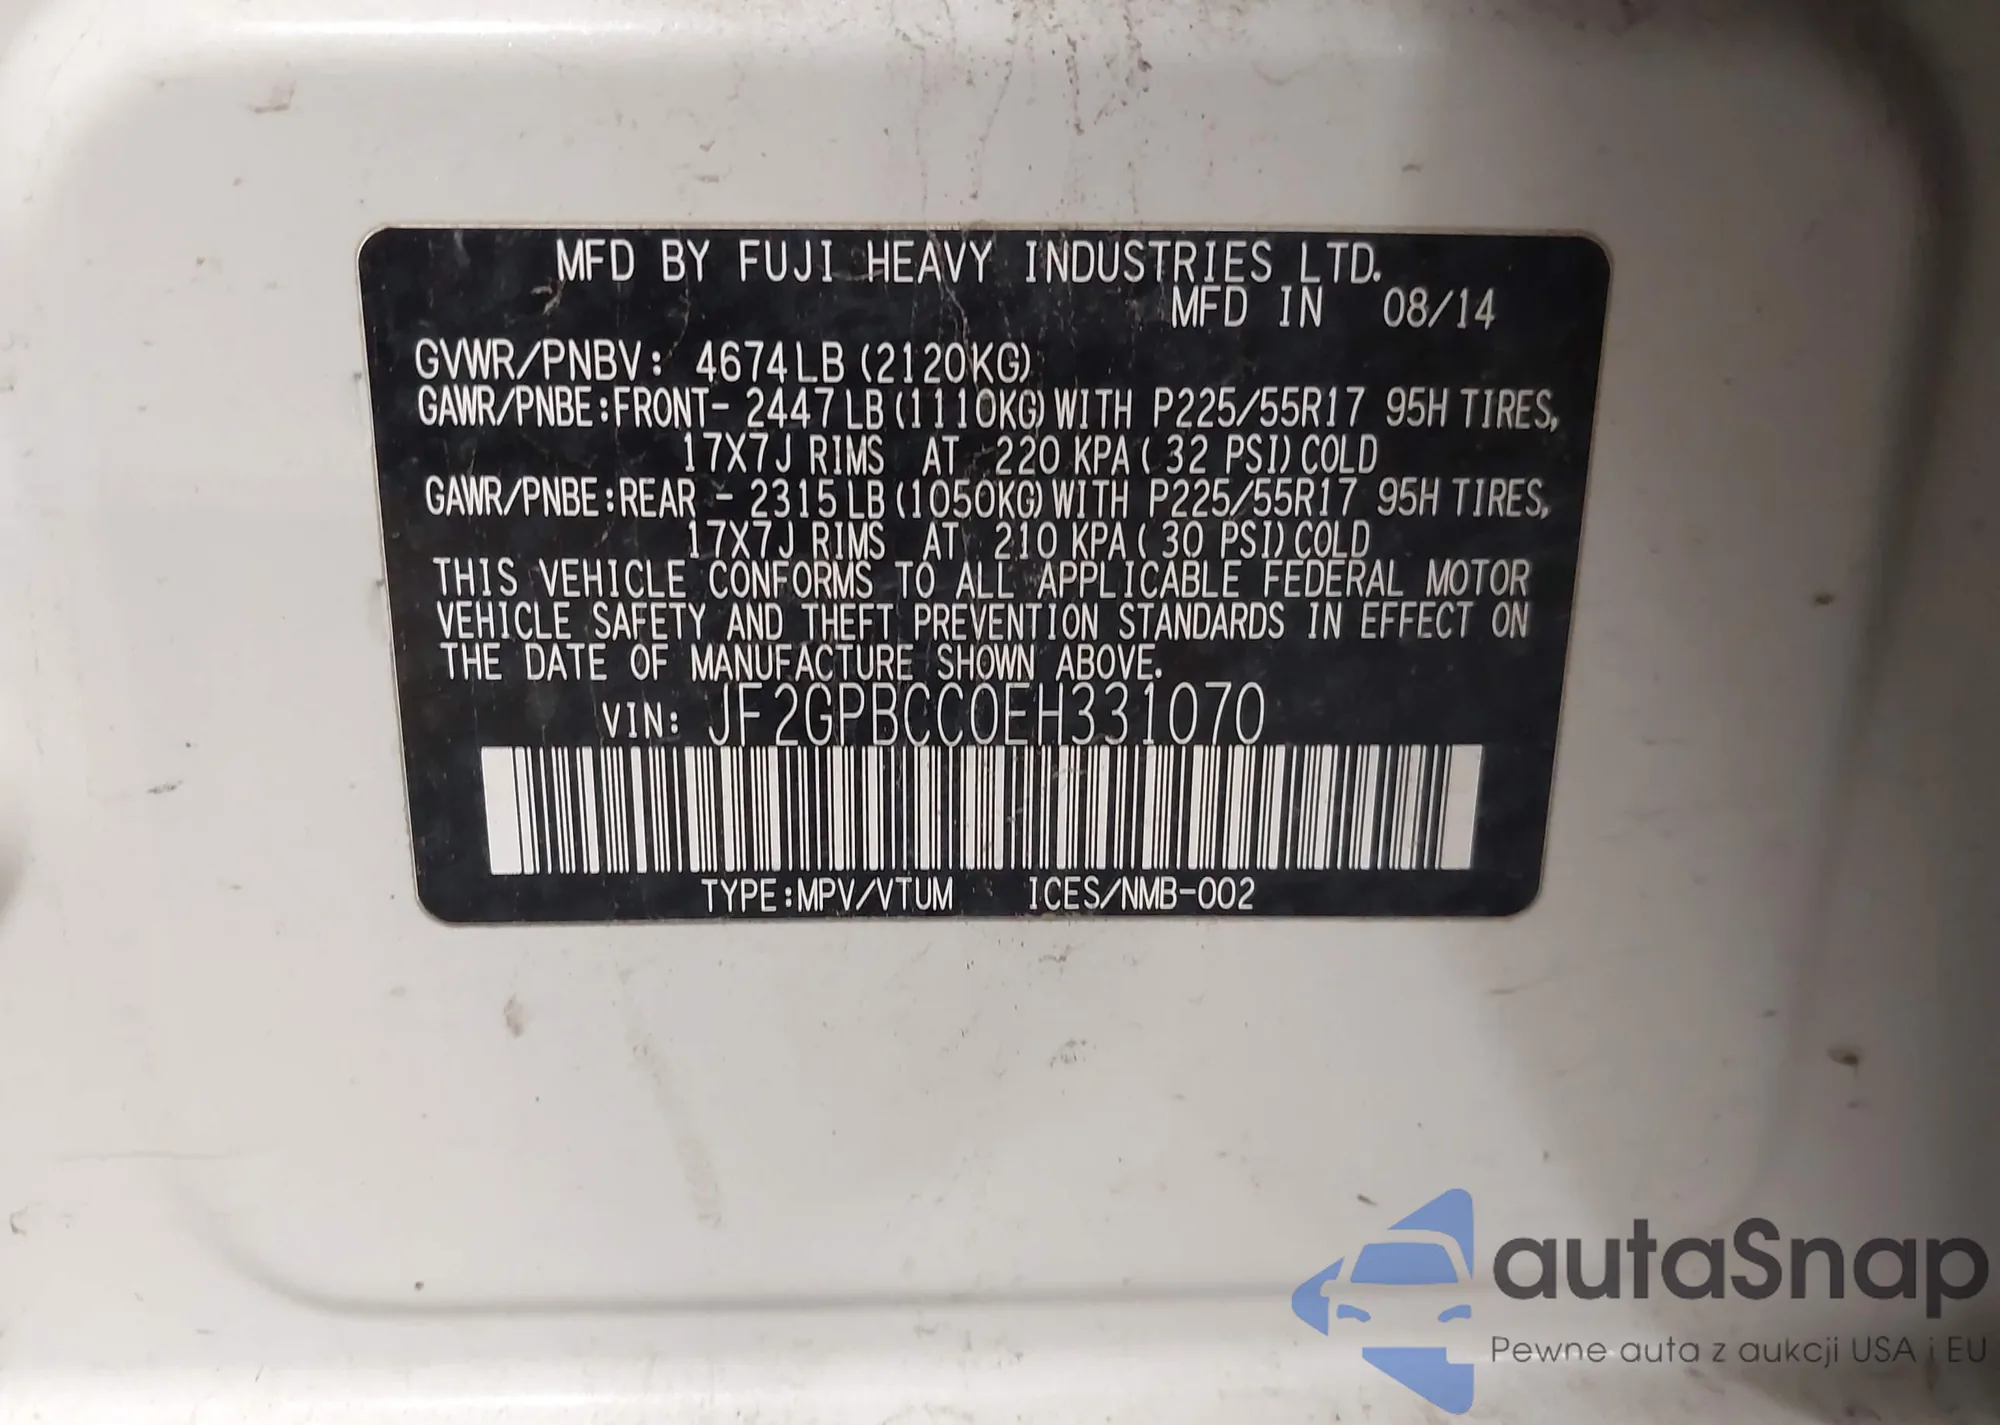 MFD BY FUJI HEAVY INDUSTRIES LTD.
MFD IN 08/14
GVWR/PNBV: 4674LB (2120KG)
GAWR/PNBE:FRONT- 2447LB (1110KG) WITH P225/55R17 95H TIRES,
17X7J RIMS AT 220 KPA( 32 PSI) COLD
GAWR/PNBE:REAR - 2315LB (1050KG) WITH P225/55R17 95H TIRES,
17X7J RIMS AT 210 KPA( 30 PSI) COLD
THIS VEHICLE CONFORMS TO ALL APPLICABLE FEDERAL MOTOR
VEHICLE SAFETY AND THEFT PREVENTION STANDARDS IN EFFECT ON
THE DATE OF MANUFACTURE SHOWN ABOVE.
VIN: JF2GPBCC0EH331070
TYPE:MPV/VTUM ICES/NMB-002
autaSnap
Pewne auta z aukcji USA i EU